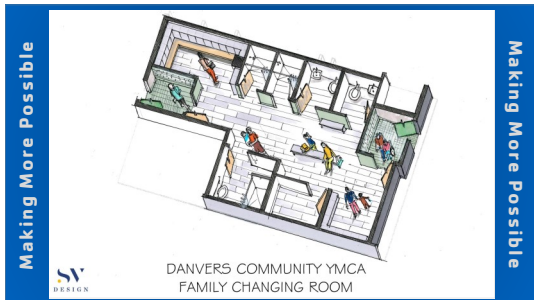 Making More Possible
Making More Possible
DANVERS COMMUNITY YMCA
FAMILY CHANGING ROOM
SV
DESIGN